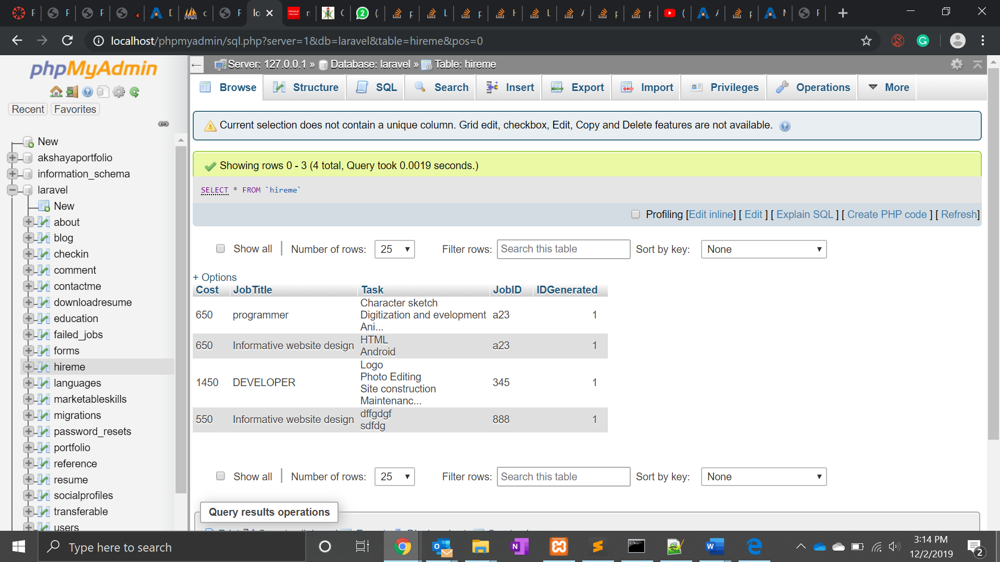 localhost/phpmyadmin/sql.php?server=1&db=laravel&table=hireme&pos=0
phpMyAdmin
Recent Favorites
New
akshayaportfolio
information_schema
laravel
New
about
blog
checkin
comment
contactme
downloadresume
education
failed_jobs
forms
hireme
languages
marketableskills
migrations
password_resets
portfolio
reference
resume
socialprofiles
transferable
users
Server: 127.0.0.1 » Database: laravel » Table: hireme
Browse Structure SQL Search Insert Export Import Privileges Operations More
Current selection does not contain a unique column. Grid edit, checkbox, Edit, Copy and Delete features are not available.
Showing rows 0 - 3 (4 total, Query took 0.0019 seconds.)
SELECT * FROM `hireme`
Profiling [Edit inline] [ Edit ] [ Explain SQL ] [ Create PHP code ] [ Refresh]
Show all Number of rows: 25 Filter rows: Search this table Sort by key: None
+ Options
Cost JobTitle Task JobID IDGenerated
650 programmer Character sketch
Digitization and evelopment
Ani... a23 1
650 Informative website design HTML
Android a23 1
1450 DEVELOPER Logo
Photo Editing
Site construction
Maintenanc... 345 1
550 Informative website design dffgdgf
sdfdg 888 1
Show all Number of rows: 25 Filter rows: Search this table Sort by key: None
Query results operations
Type here to search
3:14 PM
12/2/2019
2